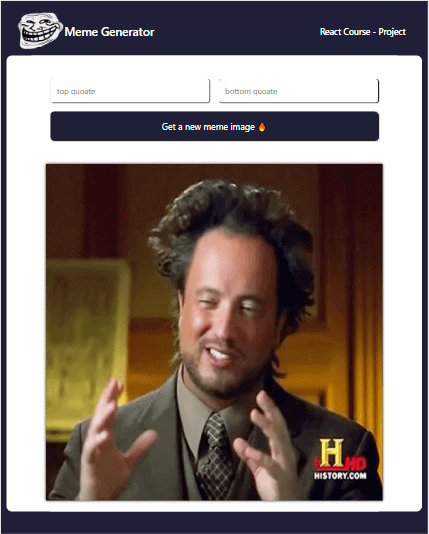 Meme Generator
React Course - Project
top quoate
bottom quoate
Get a new meme image 🔥
H HD
HISTORY.COM